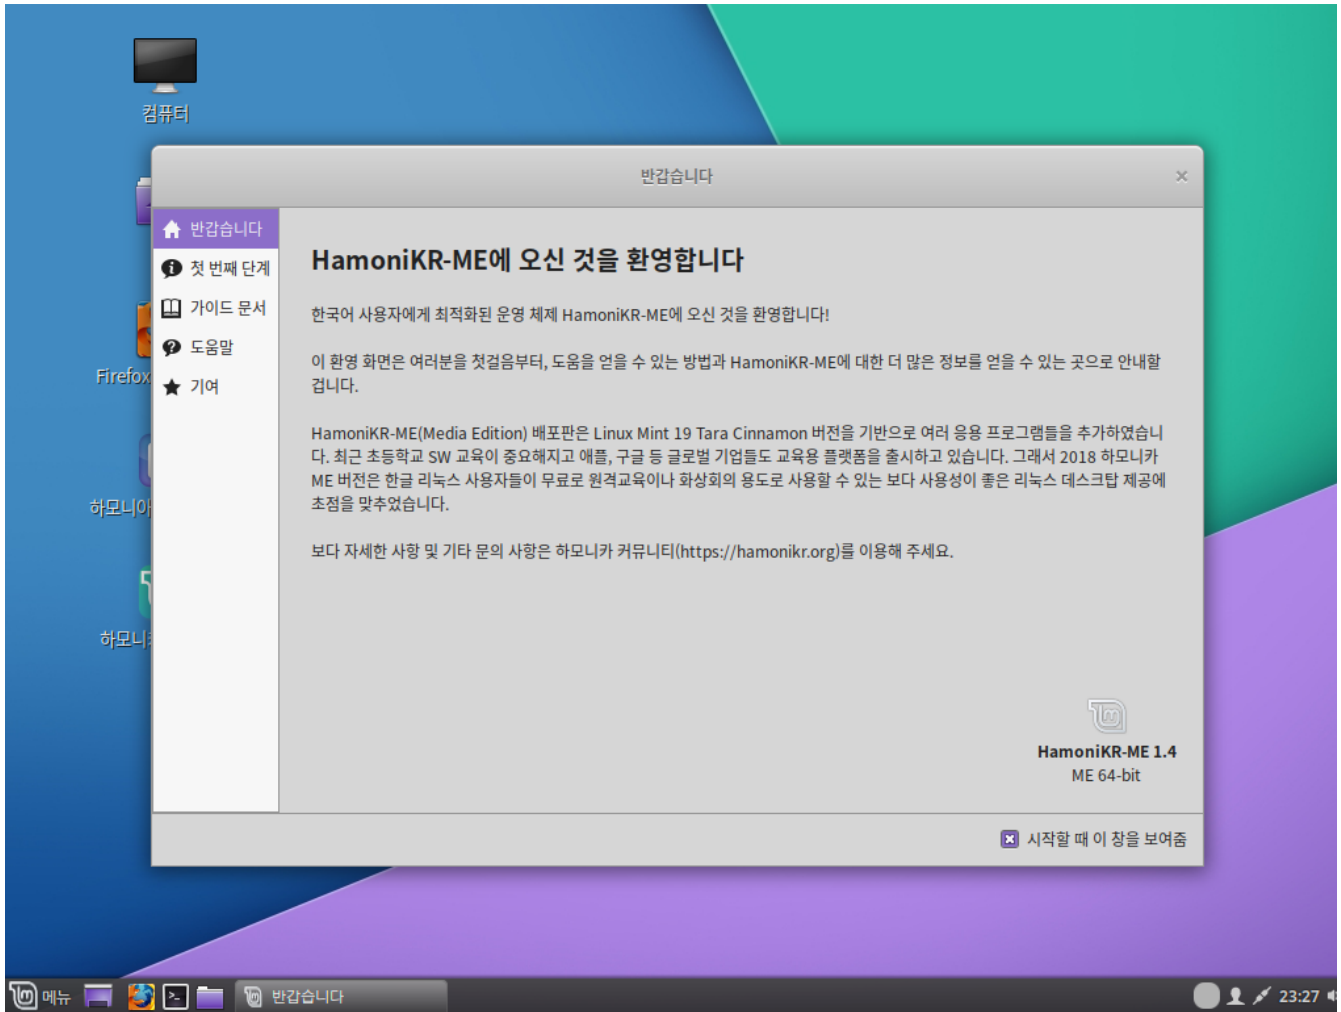 컴퓨터
반갑습니다
반갑습니다
첫 번째 단계
가이드 문서
도움말
기여
Firefox
하모니아
하모니
HamoniKR-ME에 오신 것을 환영합니다
한국어 사용자에게 최적화된 운영 체제 HamoniKR-ME에 오신 것을 환영합니다!
이 환영 화면은 여러분을 첫걸음부터, 도움을 얻을 수 있는 방법과 HamoniKR-ME에 대한 더 많은 정보를 얻을 수 있는 곳으로 안내할
겁니다.
HamoniKR-ME(Media Edition) 배포판은 Linux Mint 19 Tara Cinnamon 버전을 기반으로 여러 응용 프로그램들을 추가하였습니
다. 최근 초등학교 SW 교육이 중요해지고 애플, 구글 등 글로벌 기업들도 교육용 플랫폼을 출시하고 있습니다. 그래서 2018 하모니카
ME 버전은 한글 리눅스 사용자들이 무료로 원격교육이나 화상회의 용도로 사용할 수 있는 보다 사용성이 좋은 리눅스 데스크탑 제공에
초점을 맞추었습니다.
보다 자세한 사항 및 기타 문의 사항은 하모니카 커뮤니티(https://hamonikr.org)를 이용해 주세요.
HamoniKR-ME 1.4
ME 64-bit
시작할 때 이 창을 보여줌
메뉴
반갑습니다
23:27